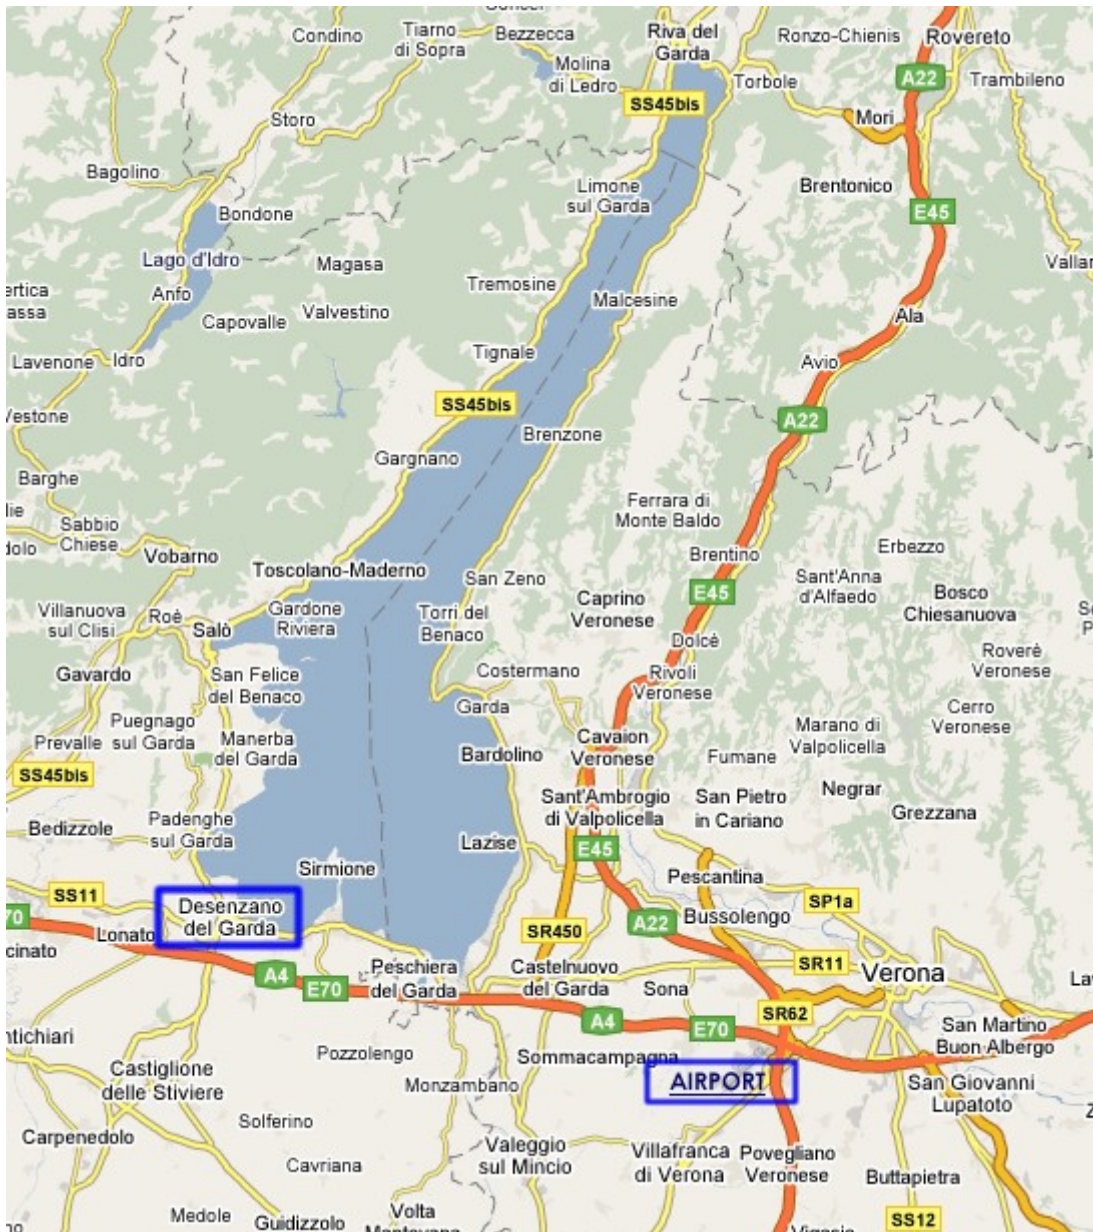 Condino
Tiarno
di Sopra
Bezzecca
Riva del
Garda
Ronzo-Chienis
Rovereto
Molina
di Ledro
Torbole
A22
Trambileno
SS45bis
Storo
Mori
Bagolino
Limone
sul Garda
Brentonico
Bondone
E45
Lago d'Idro
Magasa
Anfo
Tremosine
Malcesine
Capovalle
Valvestino
Ala
Lavenone
Idro
Tignale
Avio
SS45bis
A22
Brenzone
Gargnano
Barghe
Ferrara di
Monte Baldo
Sabbio
Chiese
Vobarno
Brentino
Erbezzo
Toscolano-Maderno
San Zeno
E45
Sant'Anna
d'Alfaedo
Bosco
Chiesanuova
Villanuova
sul Clisi
Roè
Salò
Gardone
Riviera
Torri del
Benaco
Caprino
Veronese
Dolcè
Roverè
Veronese
Gavardo
San Felice
del Benaco
Costermano
Rivoli
Veronese
Garda
Puegnago
sul Garda
Cerro
Veronese
Prevalle
Manerba
del Garda
Bardolino
Cavaion
Veronese
Marano di
Valpolicella
Fumane
SS45bis
Sant'Ambrogio
di Valpolicella
San Pietro
in Cariano
Negrar
Grezzana
Bedizzole
Padenghe
sul Garda
Lazise
E45
Sirmione
Pescantina
SS11
SP1a
Desenzano
del Garda
70
Lonato
SR450
A22
Bussolengo
A4
E70
Peschiera
del Garda
Castelnuovo
del Garda
Sona
SR11
Verona
A4
E70
SR62
San Martino
Buon Albergo
Pozzolengo
Sommacampagna
AIRPORT
Castiglione
delle Stiviere
Monzambano
San Giovanni
Lupatoto
Solferino
Carpenedolo
Cavriana
Valeggio
sul Mincio
Villafranca
di Verona
Povegliano
Veronese
Buttapietra
Medole
Guidizzolo
Volta
SS12